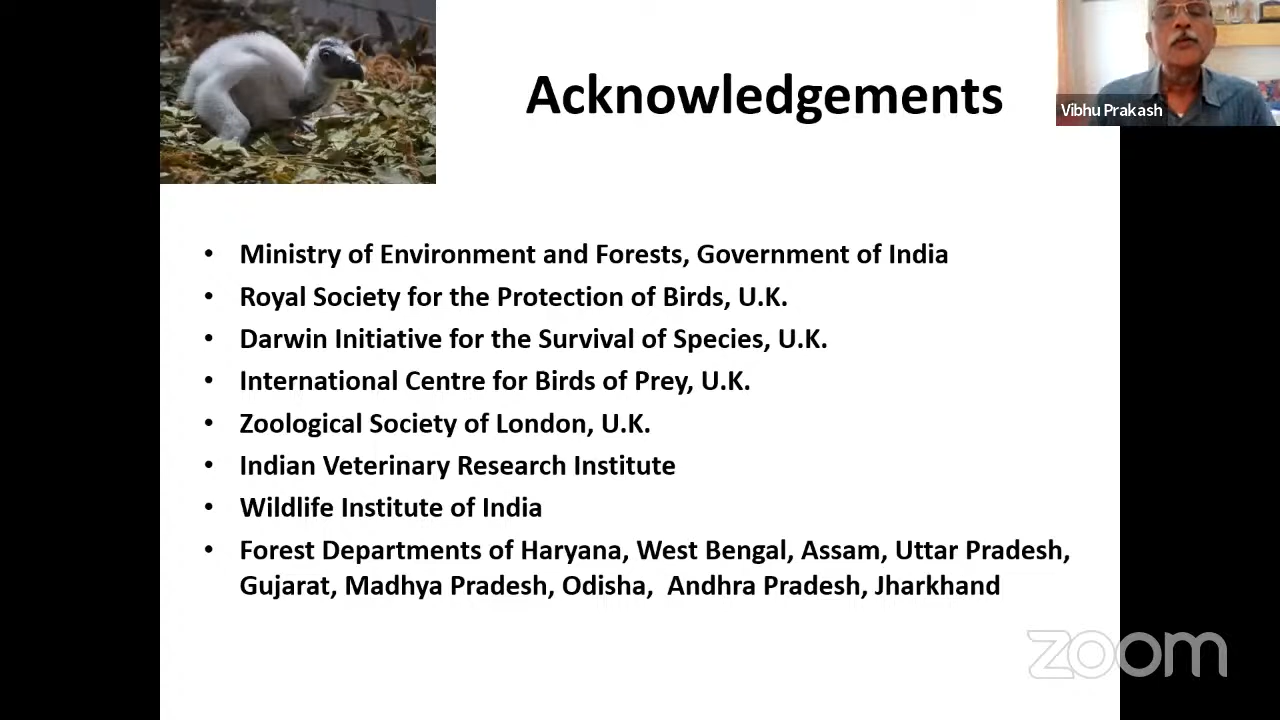 Acknowledgements
Vibhu Prakash
• Ministry of Environment and Forests, Government of India
• Royal Society for the Protection of Birds, U.K.
• Darwin Initiative for the Survival of Species, U.K.
• International Centre for Birds of Prey, U.K.
• Zoological Society of London, U.K.
• Indian Veterinary Research Institute
• Wildlife Institute of India
• Forest Departments of Haryana, West Bengal, Assam, Uttar Pradesh,
Gujarat, Madhya Pradesh, Odisha, Andhra Pradesh, Jharkhand
zoom